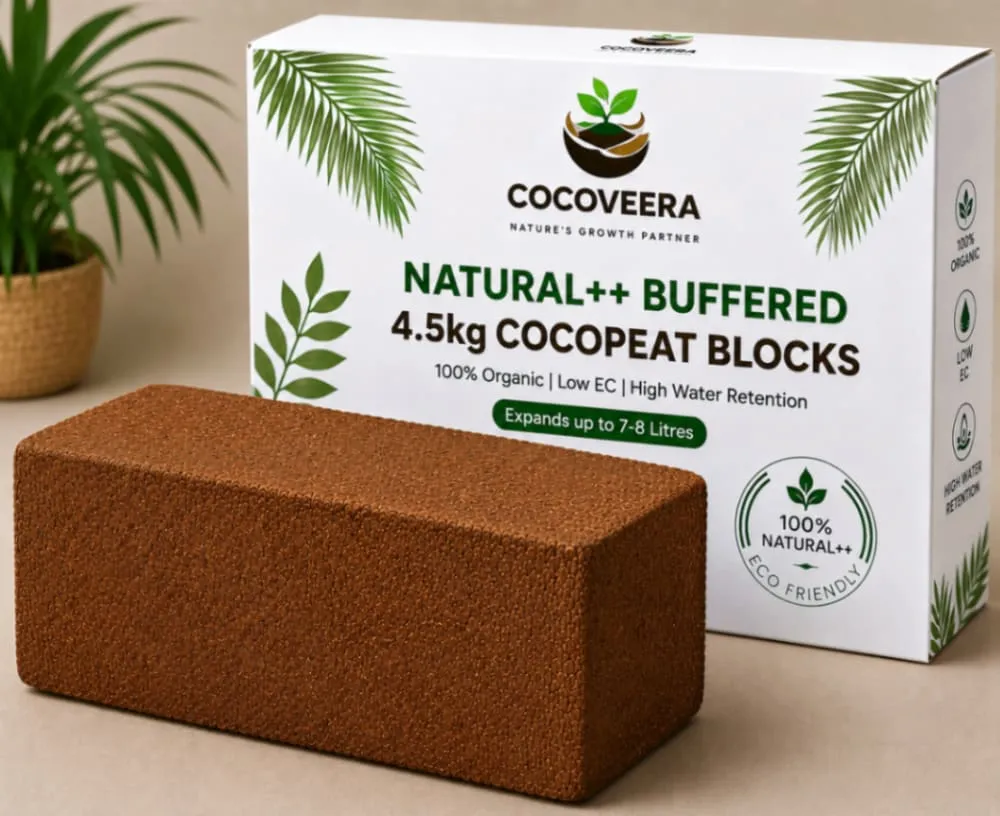 COCOVEERA
COCOVEERA
NATURE'S GROWTH PARTNER
NATURAL++ BUFFERED
4.5kg COCOPEAT BLOCKS
100% Organic | Low EC | High Water Retention
Expands up to 7-8 Litres
100%
NATURAL++
ECO FRIENDLY
100%
ORGANIC
LOW
EC
HIGH WATER
RETENTION